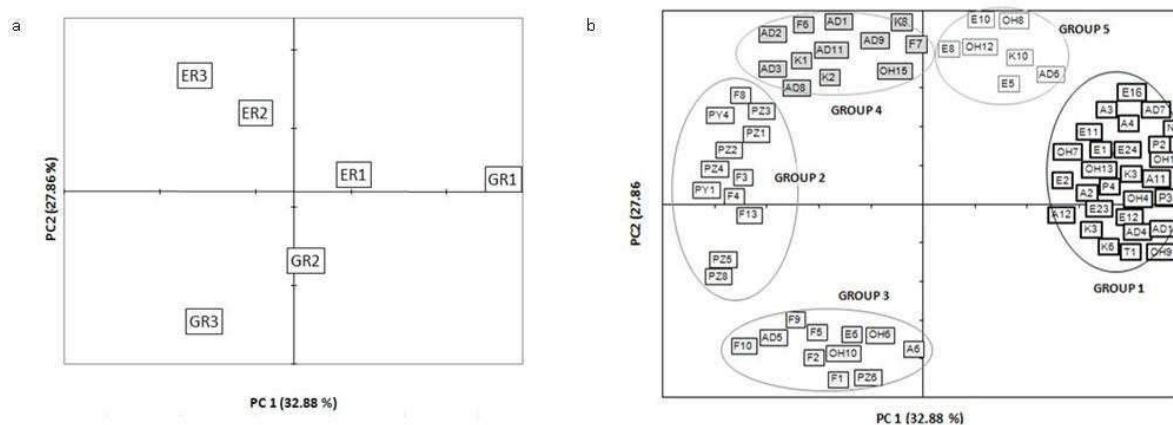 a
ER3
ER2
ER1
GR1
GR2
GR3
PC2 (27.86 %)
PC 1 (32.88 %)
b
E10 OH8
GROUP 5
E8 OH12
K10
E5 AD6
F6 AD1 K8
AD2
AD11 AD9 F7
AD3 K1
K2 OH15
AD8
GROUP 4
F8
PY4 PZ3
PZ1
PZ2
PZ4
F3
PY1
F4
F13
GROUP 2
PZ5
PZ8
E16
A3 AD7
A4
E11
P2
OH7 E1 E24
OH13 K3 A11
E2
A2 P4 OH4 P3
A12 E23 E12
K3 AD4
K6 T1 OH9
GROUP 1
GROUP 3
F9
AD5 F5 E6 OH6
F10 F2 OH10 A6
F1 PZ6
PC2 (27.86
PC 1 (32.88 %)